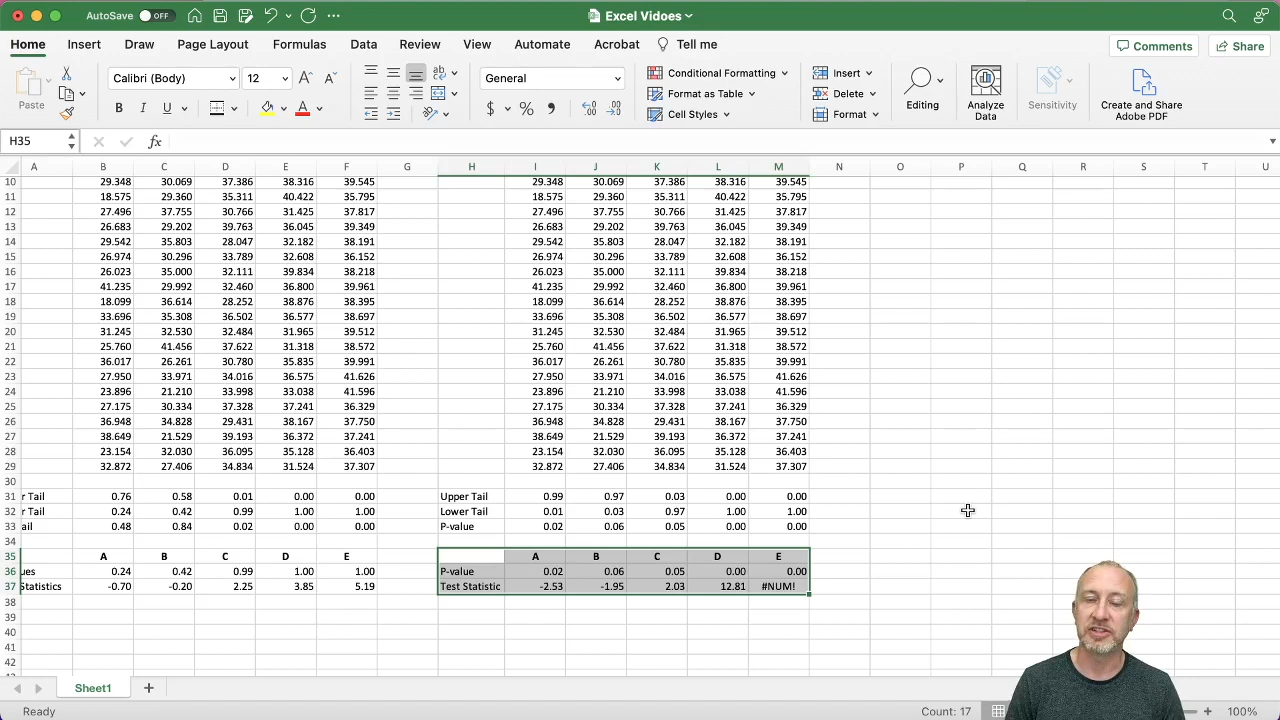 AutoSave OFF
Excel Vidoes
Home Insert Draw Page Layout Formulas Data Review View Automate Acrobat Tell me Comments Share
Paste Calibri (Body) 12 General Conditional Formatting Format as Table Cell Styles Insert Delete Format Editing Analyze Data Sensitivity Create and Share Adobe PDF
H35 fx
A B C D E F G H I J K L M N O P Q R S T U
10 29.348 30.069 37.386 38.316 39.545 29.348 30.069 37.386 38.316 39.545
11 18.575 29.360 35.311 40.422 35.795 18.575 29.360 35.311 40.422 35.795
12 27.496 37.755 30.766 31.425 37.817 27.496 37.755 30.766 31.425 37.817
13 26.683 29.202 39.763 36.045 39.349 26.683 29.202 39.763 36.045 39.349
14 29.542 35.803 28.047 32.182 38.191 29.542 35.803 28.047 32.182 38.191
15 26.974 30.296 33.789 32.608 36.152 26.974 30.296 33.789 32.608 36.152
16 26.023 35.000 32.111 39.834 38.218 26.023 35.000 32.111 39.834 38.218
17 41.235 29.992 32.460 36.800 39.961 41.235 29.992 32.460 36.800 39.961
18 18.099 36.614 28.252 38.876 38.395 18.099 36.614 28.252 38.876 38.395
19 33.696 35.308 36.502 36.577 38.697 33.696 35.308 36.502 36.577 38.697
20 31.245 32.530 32.484 31.965 39.512 31.245 32.530 32.484 31.965 39.512
21 25.760 41.456 37.622 31.318 38.572 25.760 41.456 37.622 31.318 38.572
22 36.017 26.261 30.780 35.835 39.991 36.017 26.261 30.780 35.835 39.991
23 27.950 33.971 34.016 36.575 41.626 27.950 33.971 34.016 36.575 41.626
24 23.896 21.210 33.998 33.038 41.596 23.896 21.210 33.998 33.038 41.596
25 27.175 30.334 37.328 37.241 36.329 27.175 30.334 37.328 37.241 36.329
26 36.948 34.828 29.431 38.167 37.750 36.948 34.828 29.431 38.167 37.750
27 38.649 21.529 39.193 36.372 37.241 38.649 21.529 39.193 36.372 37.241
28 23.154 32.030 36.095 35.128 36.403 23.154 32.030 36.095 35.128 36.403
29 32.872 27.406 34.834 31.524 37.307 32.872 27.406 34.834 31.524 37.307
30
31 r Tail 0.76 0.58 0.01 0.00 0.00 Upper Tail 0.99 0.97 0.03 0.00 0.00
32 r Tail 0.24 0.42 0.99 1.00 1.00 Lower Tail 0.01 0.03 0.97 1.00 1.00
33 ail 0.48 0.84 0.02 0.00 0.00 P-value 0.02 0.06 0.05 0.00 0.00
34
35 A B C D E A B C D E
36 ues 0.24 0.42 0.99 1.00 1.00 P-value 0.02 0.06 0.05 0.00 0.00
37 Statistics -0.70 -0.20 2.25 3.85 5.19 Test Statistic -2.53 -1.95 2.03 12.81 #NUM!
38
39
40
41
42
Sheet1
Ready Count: 17 100%